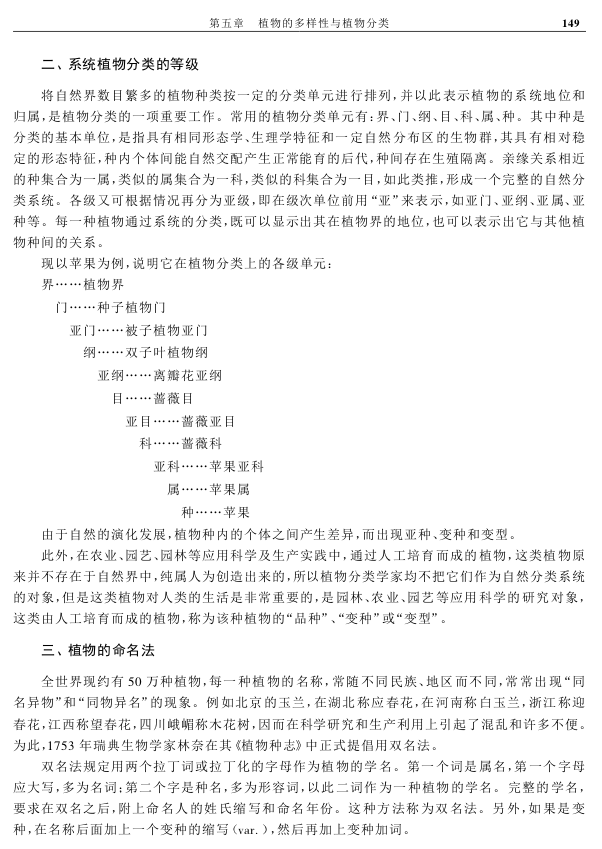 第五章 植物的多样性与植物分类 149
二、系统植物分类的等级
将自然界数目繁多的植物种类按一定的分类单元进行排列,并以此表示植物的系统地位和
归属,是植物分类的一项重要工作。常用的植物分类单元有:界、门、纲、目、科、属、种。其中种是
分类的基本单位,是指具有相同形态学、生理学特征和一定自然分布区的生物群,其具有相对稳
定的形态特征,种内个体间能自然交配产生正常能育的后代,种间存在生殖隔离。亲缘关系相近
的种集合为一属,类似的属集合为一科,类似的科集合为一目,如此类推,形成一个完整的自然分
类系统。各级又可根据情况再分为亚级,即在级次单位前用“亚”来表示,如亚门、亚纲、亚属、亚
种等。每一种植物通过系统的分类,既可以显示出其在植物界的地位,也可以表示出它与其他植
物种间的关系。
现以苹果为例,说明它在植物分类上的各级单元:
界……植物界
门……种子植物门
亚门……被子植物亚门
纲……双子叶植物纲
亚纲……离瓣花亚纲
目……蔷薇目
亚目……蔷薇亚目
科……蔷薇科
亚科……苹果亚科
属……苹果属
种……苹果
由于自然的演化发展,植物种内的个体之间产生差异,而出现亚种、变种和变型。
此外,在农业、园艺、园林等应用科学及生产实践中,通过人工培育而成的植物,这类植物原
来并不存在于自然界中,纯属人为创造出来的,所以植物分类学家均不把它们作为自然分类系统
的对象,但是这类植物对人类的生活是非常重要的,是园林、农业、园艺等应用科学的研究对象,
这类由人工培育而成的植物,称为该种植物的“品种”、“变种”或“变型”。
三、植物的命名法
全世界现约有 50 万种植物,每一种植物的名称,常随不同民族、地区而不同,常常出现“同
名异物”和“同物异名”的现象。例如北京的玉兰,在湖北称应春花,在河南称白玉兰,浙江称迎
春花,江西称望春花,四川峨嵋称木花树,因而在科学研究和生产利用上引起了混乱和许多不便。
为此,1753 年瑞典生物学家林奈在其《植物种志》中正式提倡用双名法。
双名法规定用两个拉丁词或拉丁化的字母作为植物的学名。第一个词是属名,第一个字母
应大写,多为名词;第二个字是种名,多为形容词,以此二词作为一种植物的学名。完整的学名,
要求在双名之后,附上命名人的姓氏缩写和命名年份。这种方法称为双名法。另外,如果是变
种,在名称后面加上一个变种的缩写(var.),然后再加上变种加词。